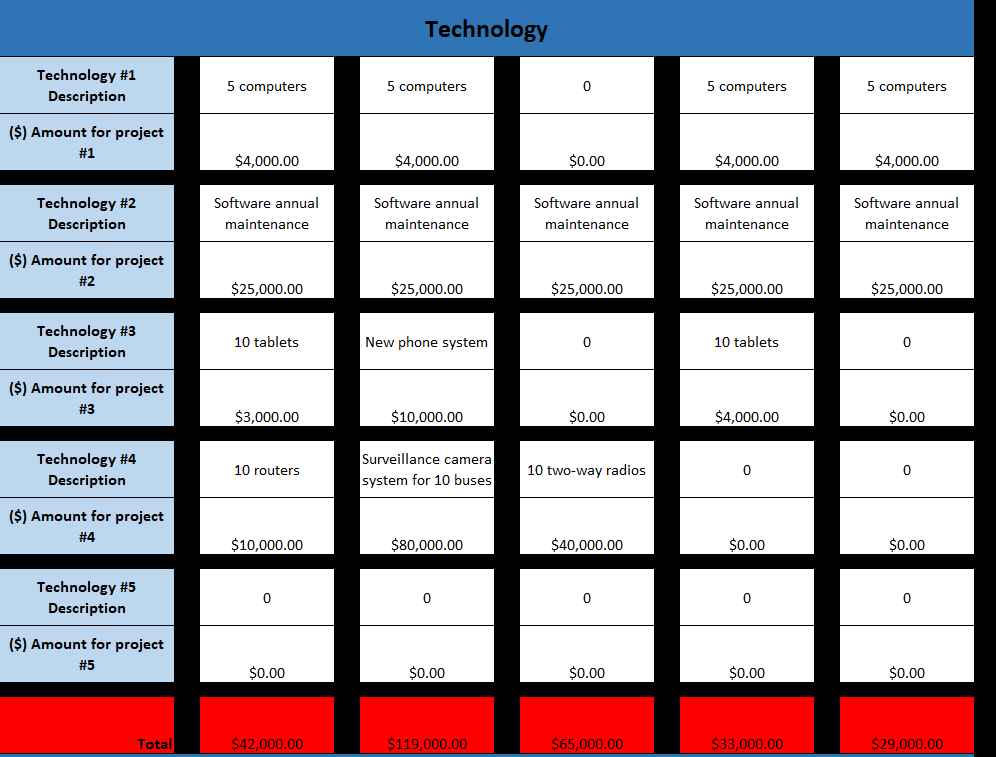 Technology
Technology #1
Description
5 computers
5 computers
0
5 computers
5 computers
($) Amount for project
#1
$4,000.00
$4,000.00
$0.00
$4,000.00
$4,000.00
Technology #2
Description
Software annual
maintenance
Software annual
maintenance
Software annual
maintenance
Software annual
maintenance
Software annual
maintenance
($) Amount for project
#2
$25,000.00
$25,000.00
$25,000.00
$25,000.00
$25,000.00
Technology #3
Description
10 tablets
New phone system
0
10 tablets
0
($) Amount for project
#3
$3,000.00
$10,000.00
$0.00
$4,000.00
$0.00
Technology #4
Description
10 routers
Surveillance camera
system for 10 buses
10 two-way radios
0
0
($) Amount for project
#4
$10,000.00
$80,000.00
$40,000.00
$0.00
$0.00
Technology #5
Description
0
0
0
0
0
($) Amount for project
#5
$0.00
$0.00
$0.00
$0.00
$0.00
Total
$42,000.00
$119,000.00
$65,000.00
$33,000.00
$29,000.00